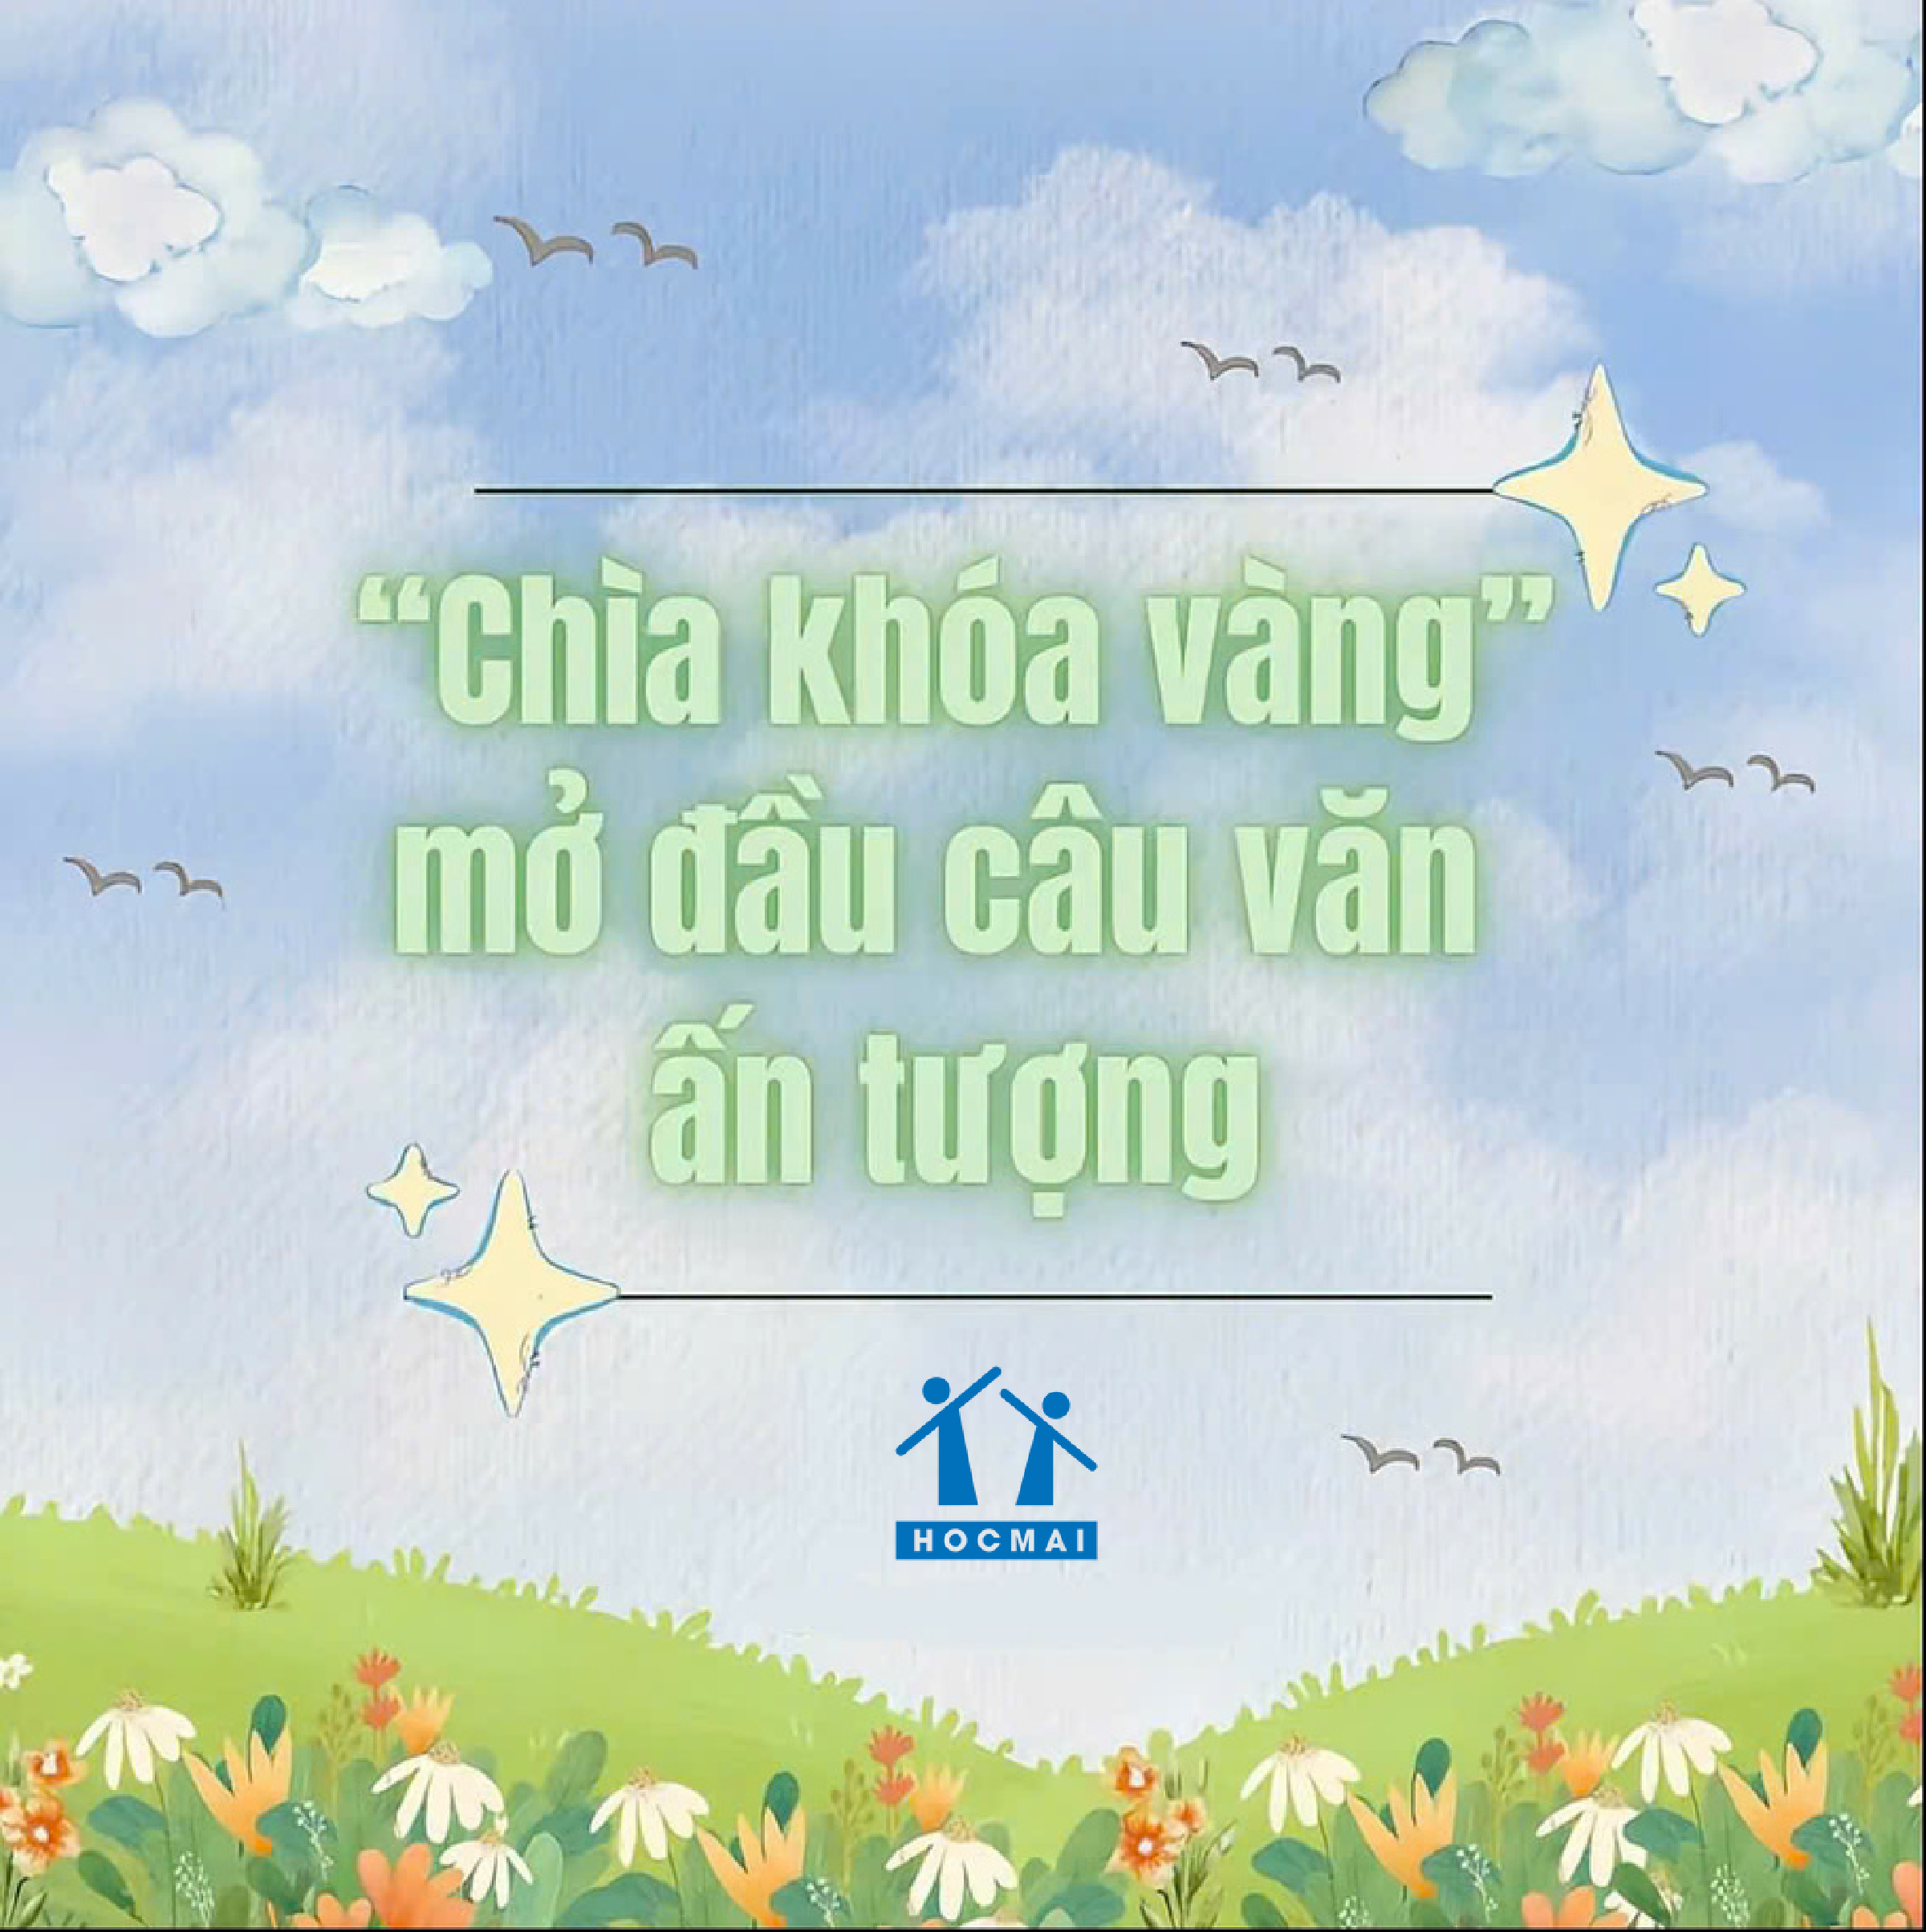 “Chìa khóa vàng”
mở đầu câu văn
ấn tượng
HOCMAI